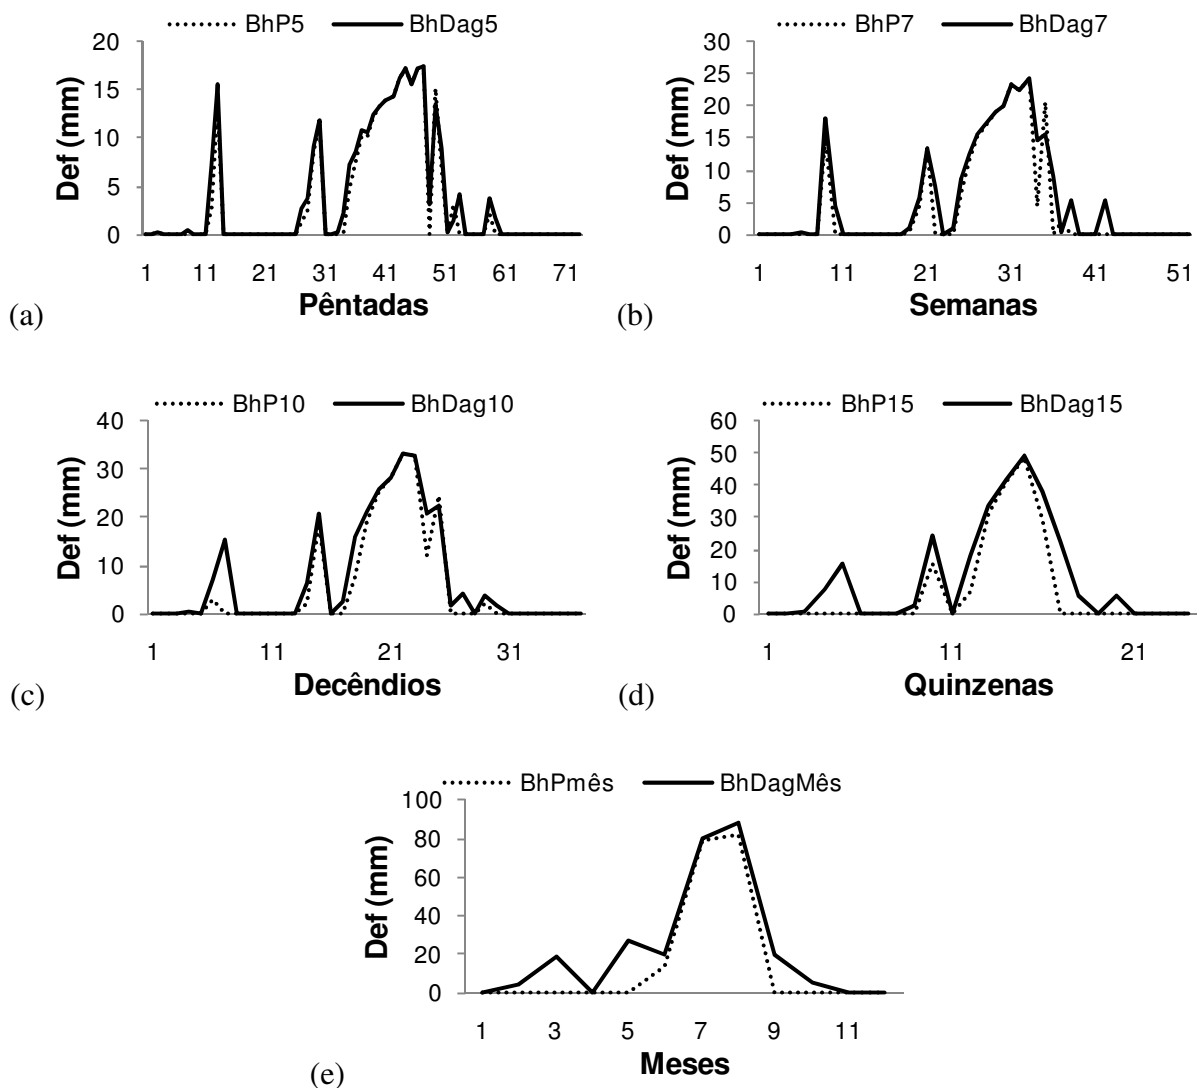 BhP5 BhDag5
20
15
10
5
0
Def (mm)
1 11 21 31 41 51 61 71
Pêntadas
(a)
BhP7 BhDag7
30
25
20
15
10
5
0
Def (mm)
1 11 21 31 41 51
Semanas
(b)
BhP10 BhDag10
40
30
20
10
0
Def (mm)
1 11 21 31
Decêndios
(c)
BhP15 BhDag15
60
50
40
30
20
10
0
Def (mm)
1 11 21
Quinzenas
(d)
BhPmês BhDagMês
100
80
60
40
20
0
Def (mm)
1 3 5 7 9 11
Meses
(e)